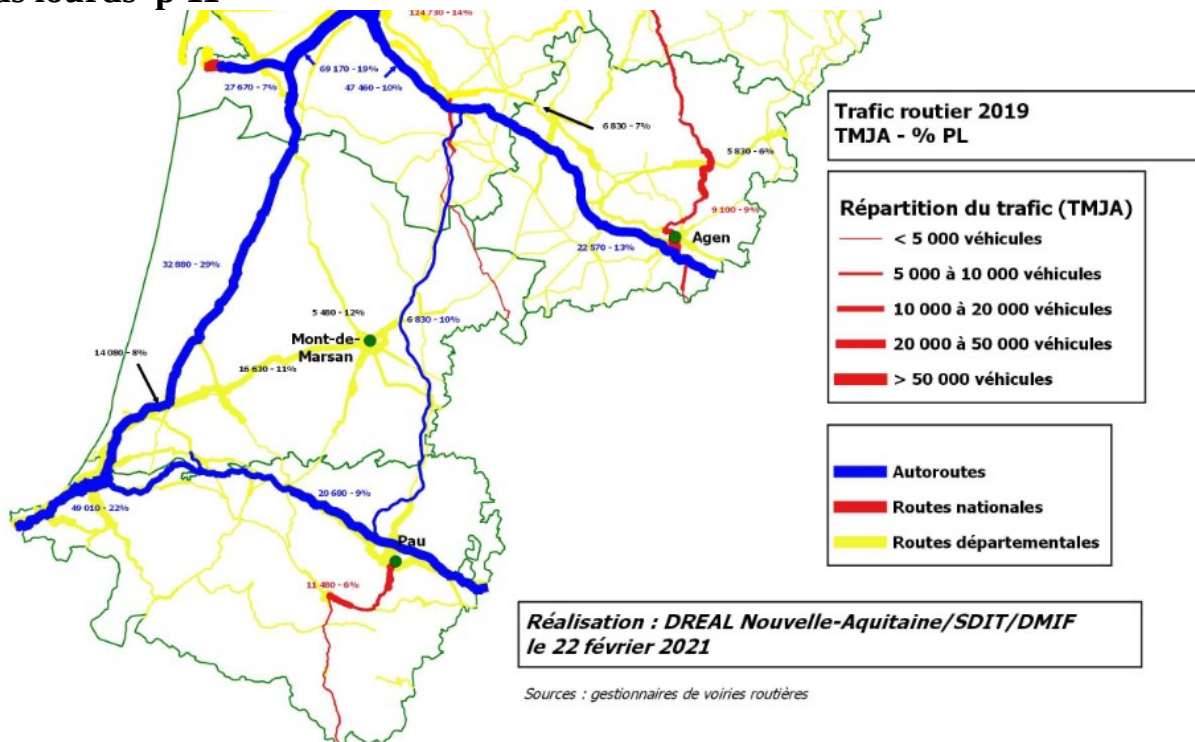 p 11
124 730 - 14%
69 170 - 19%
27 670 - 7%
47 460 - 10%
6 830 - 7%
5 830 - 6%
9 100 - 9%
Agen
22 570 - 13%
32 880 - 29%
5 480 - 12%
6 830 - 10%
Mont-de-
Marsan
14 080 - 8%
16 630 - 11%
20 680 - 9%
49 010 - 22%
Pau
11 480 - 6%
Trafic routier 2019
TMJA - % PL
Répartition du trafic (TMJA)
< 5 000 véhicules
5 000 à 10 000 véhicules
10 000 à 20 000 véhicules
20 000 à 50 000 véhicules
> 50 000 véhicules
Autoroutes
Routes nationales
Routes départementales
Réalisation : DREAL Nouvelle-Aquitaine/SDIT/DMIF
le 22 février 2021
Sources : gestionnaires de voiries routières